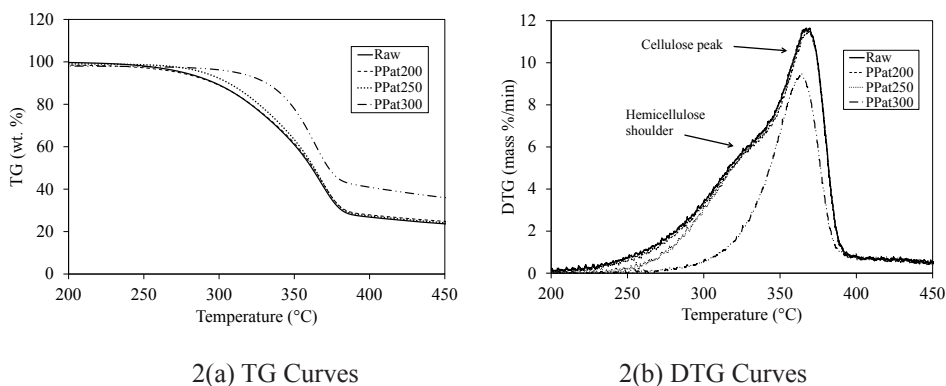 120
100
80
60
40
20
0
TG (wt. %)
200 250 300 350 400 450
Temperature (°C)
Raw
PPat200
PPat250
PPat300
2(a) TG Curves
12
10
8
6
4
2
0
DTG (mass %/min)
200 250 300 350 400 450
Temperature (°C)
Cellulose peak
Hemicellulose
shoulder
Raw
PPat200
PPat250
PPat300
2(b) DTG Curves